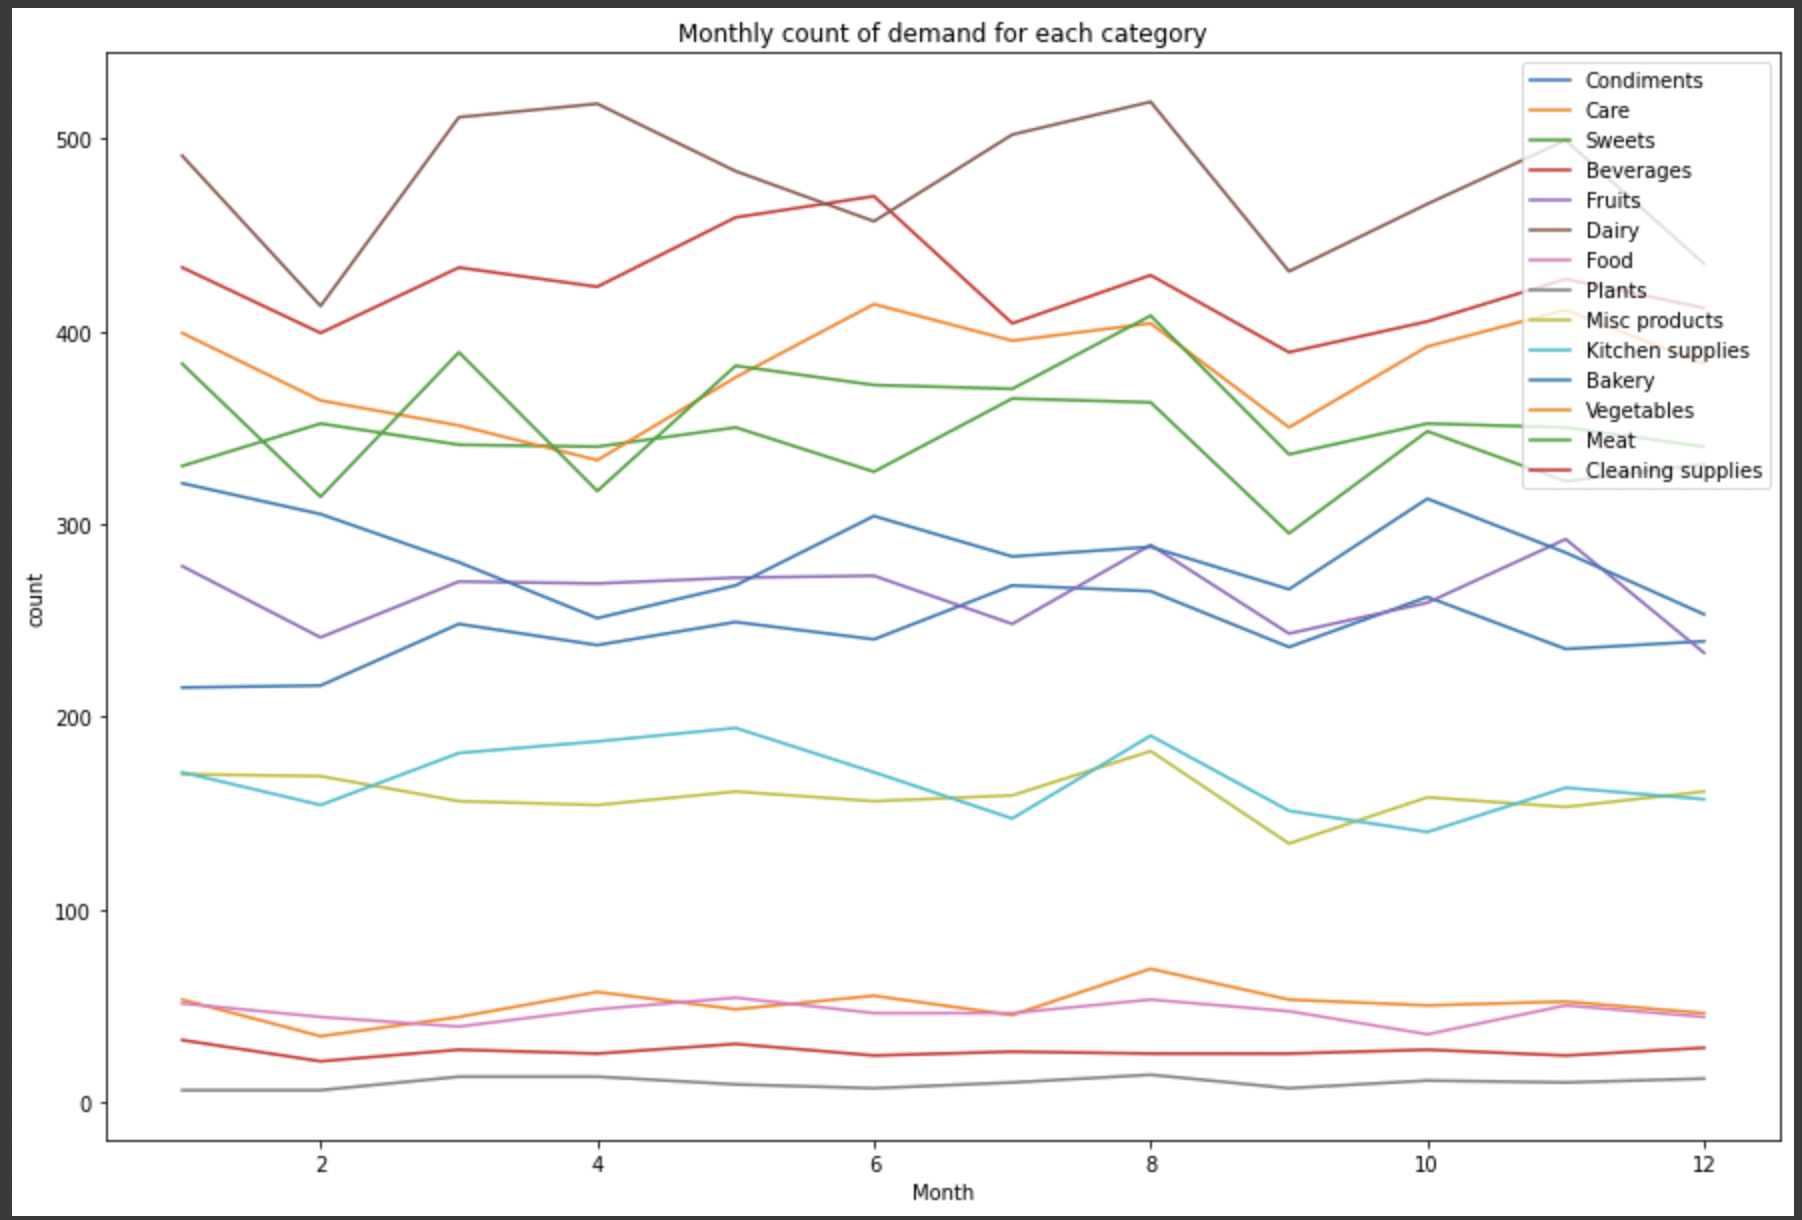 Monthly count of demand for each category
Condiments
Care
Sweets
Beverages
Fruits
Dairy
Food
Plants
Misc products
Kitchen supplies
Bakery
Vegetables
Meat
Cleaning supplies
500
400
300
200
100
0
count
2 4 6 8 10 12
Month